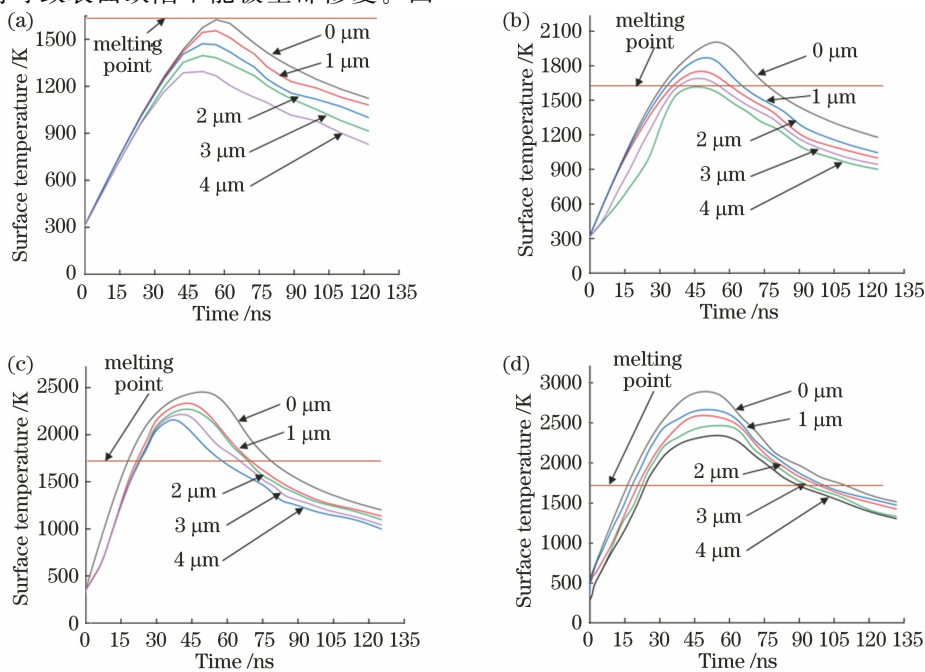 (a)
Surface temperature /K
1500
1200
900
600
300
0
melting
point
0 μm
1 μm
2 μm
3 μm
4 μm
0 15 30 45 60 75 90 105 120 135
Time /ns
(b)
Surface temperature /K
2100
1800
1500
1200
900
600
300
0
melting
point
0 μm
1 μm
2 μm
3 μm
4 μm
0 15 30 45 60 75 90 105 120 135
Time /ns
(c)
Surface temperature /K
2500
2000
1500
1000
500
0
melting
point
0 μm
1 μm
2 μm
3 μm
4 μm
0 15 30 45 60 75 90 105 120 135
Time /ns
(d)
Surface temperature /K
3000
2500
2000
1500
1000
500
0
melting
point
0 μm
1 μm
2 μm
3 μm
4 μm
0 15 30 45 60 75 90 105 120 135
Time /ns